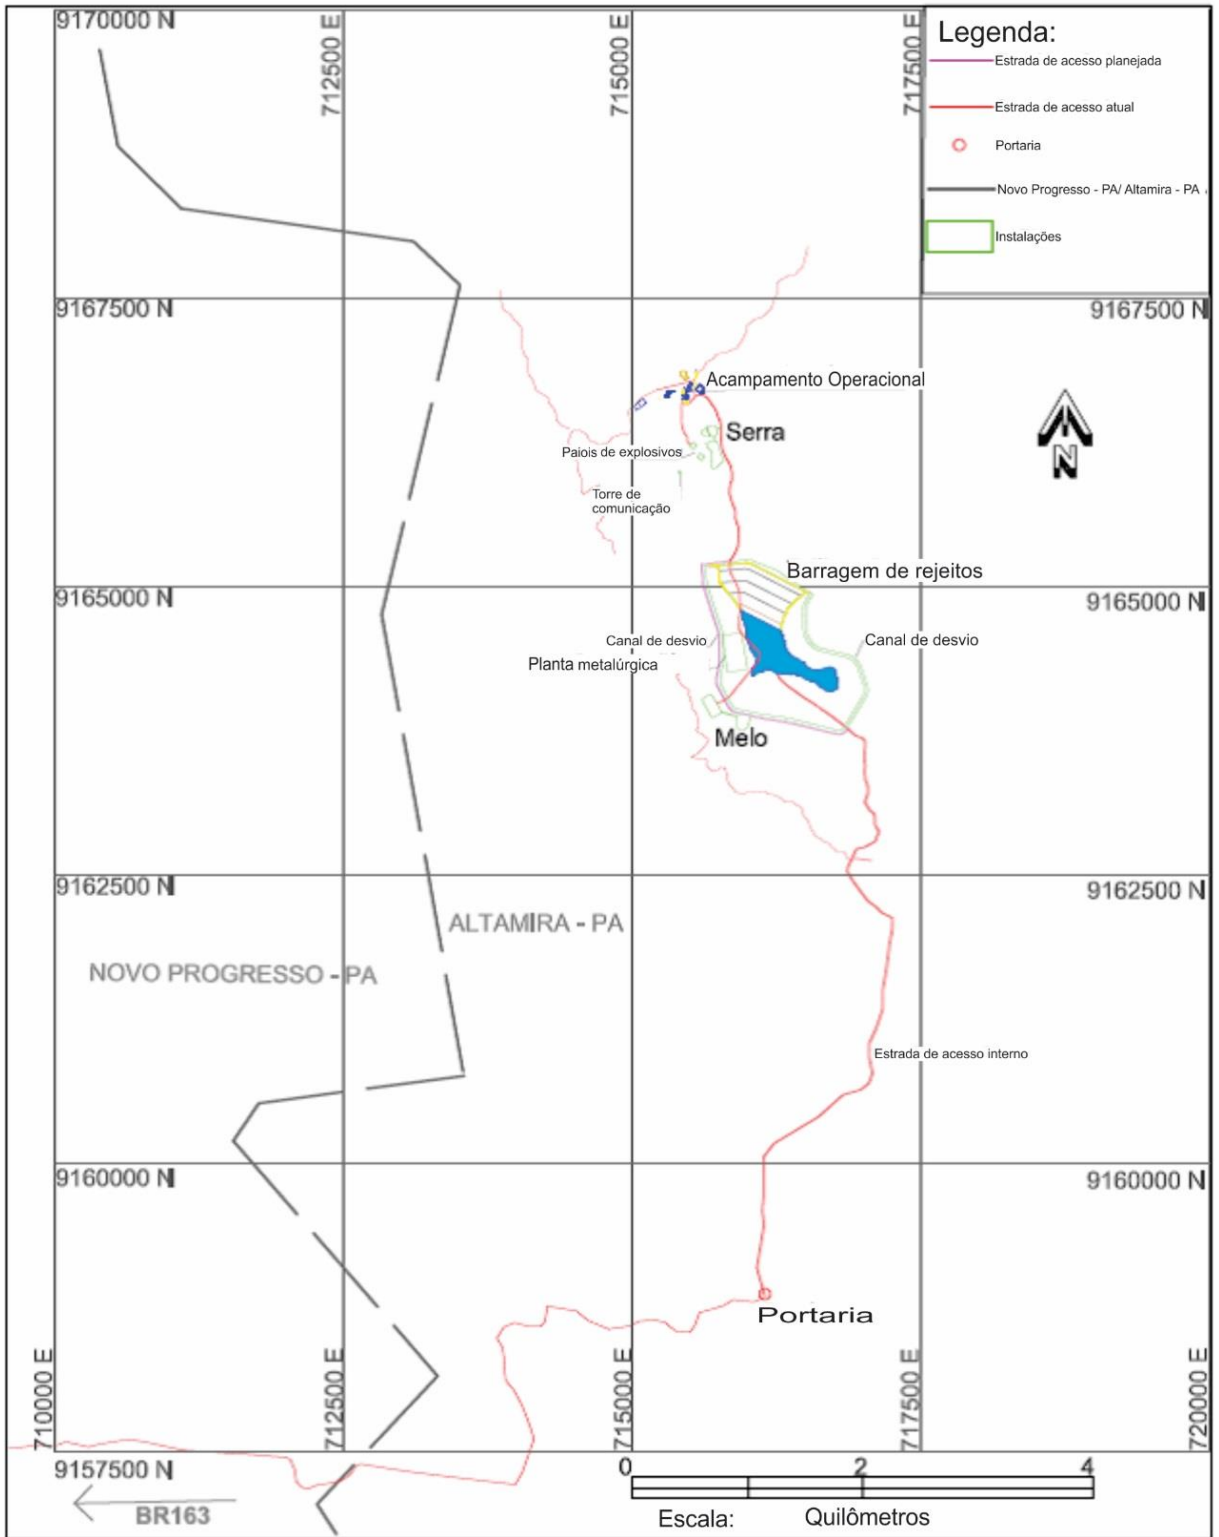 9170000 N
712500 E
715000 E
717500 E
Legenda:
Estrada de acesso planejada
Estrada de acesso atual
Portaria
Novo Progresso - PA/ Altamira - PA
Instalações
9167500 N
9167500 N
Acampamento Operacional
Serra
Paiois de explosivos
Torre de
comunicação
N
Barragem de rejeitos
9165000 N
9165000 N
Canal de desvio
Canal de desvio
Planta metalúrgica
Melo
9162500 N
9162500 N
ALTAMIRA - PA
NOVO PROGRESSO - PA
Estrada de acesso interno
9160000 N
9160000 N
Portaria
710000 E
712500 E
715000 E
717500 E
720000 E
9157500 N
0 2 4
BR163
Escala: Quilômetros